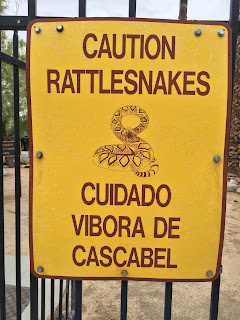 CAUTION
RATTLESNAKES
CUIDADO
VIBORA DE
CASCABEL